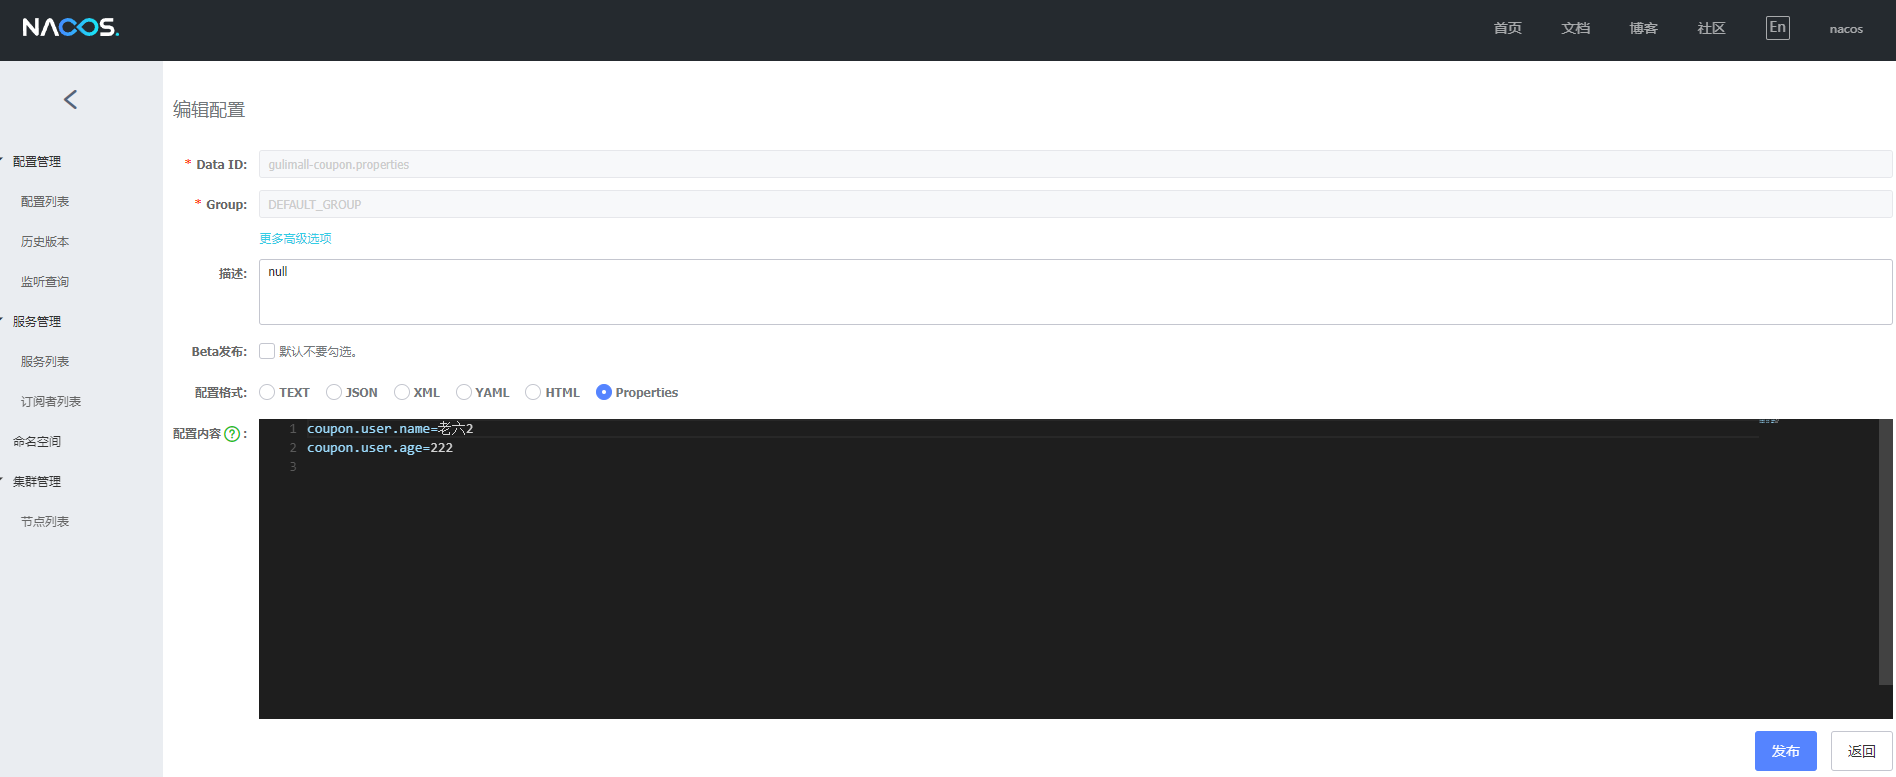 NACOS.
首页 文档 博客 社区 En nacos
编辑配置
配置管理
配置列表
历史版本
监听查询
服务管理
服务列表
订阅者列表
命名空间
集群管理
节点列表
* Data ID: gulimall-coupon.properties
* Group: DEFAULT_GROUP
更多高级选项
描述: null
Beta发布: 默认不要勾选。
配置格式: TEXT JSON XML YAML HTML Properties
配置内容 ? :
1 coupon.user.name=老六2
2 coupon.user.age=222
3
发布 返回